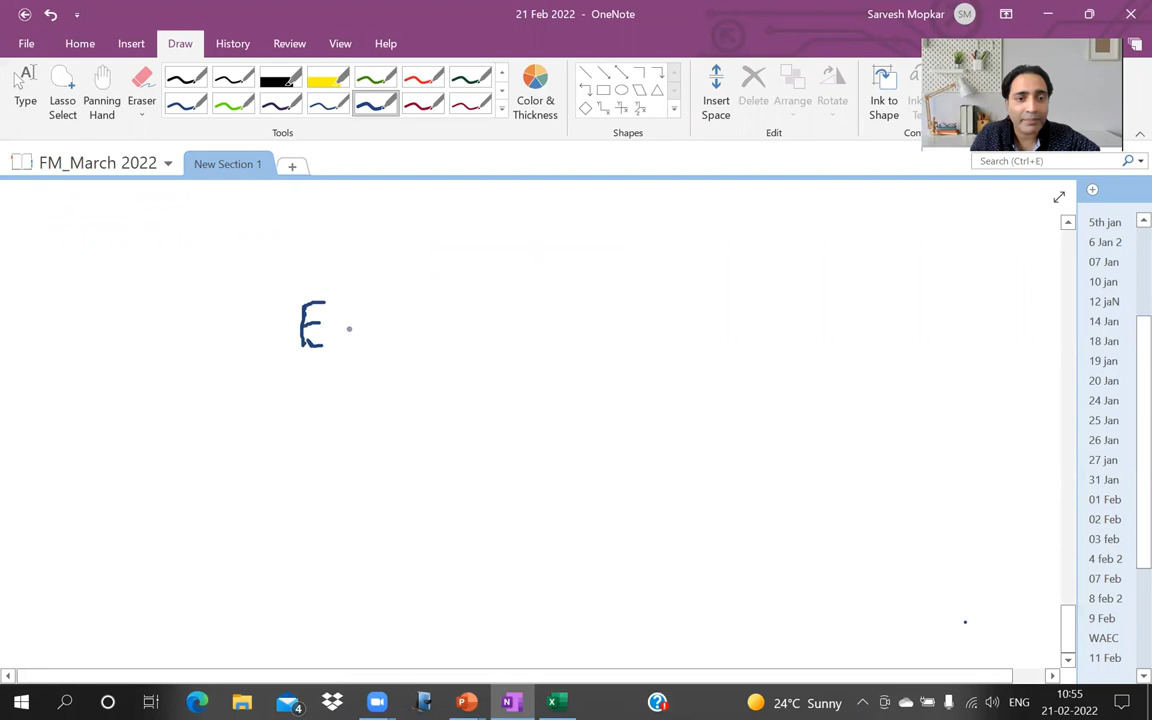 21 Feb 2022 - OneNote
Sarvesh Mopkar
SM
File
Home
Insert
Draw
History
Review
View
Help
Type
Lasso Select
Panning Hand
Eraser
Color & Thickness
Insert Space
Delete
Arrange
Rotate
Ink to Shape
Tools
Shapes
Edit
FM_March 2022
New Section 1
Search (Ctrl+E)
5th jan
6 Jan 2
07 Jan
10 jan
12 jaN
14 Jan
18 Jan
19 jan
20 Jan
24 Jan
25 Jan
26 Jan
27 jan
31 Jan
01 Feb
02 Feb
03 feb
4 feb 2
07 Feb
8 feb 2
9 Feb
WAEC
11 Feb
E
4
24°C Sunny
ENG
10:55
21-02-2022